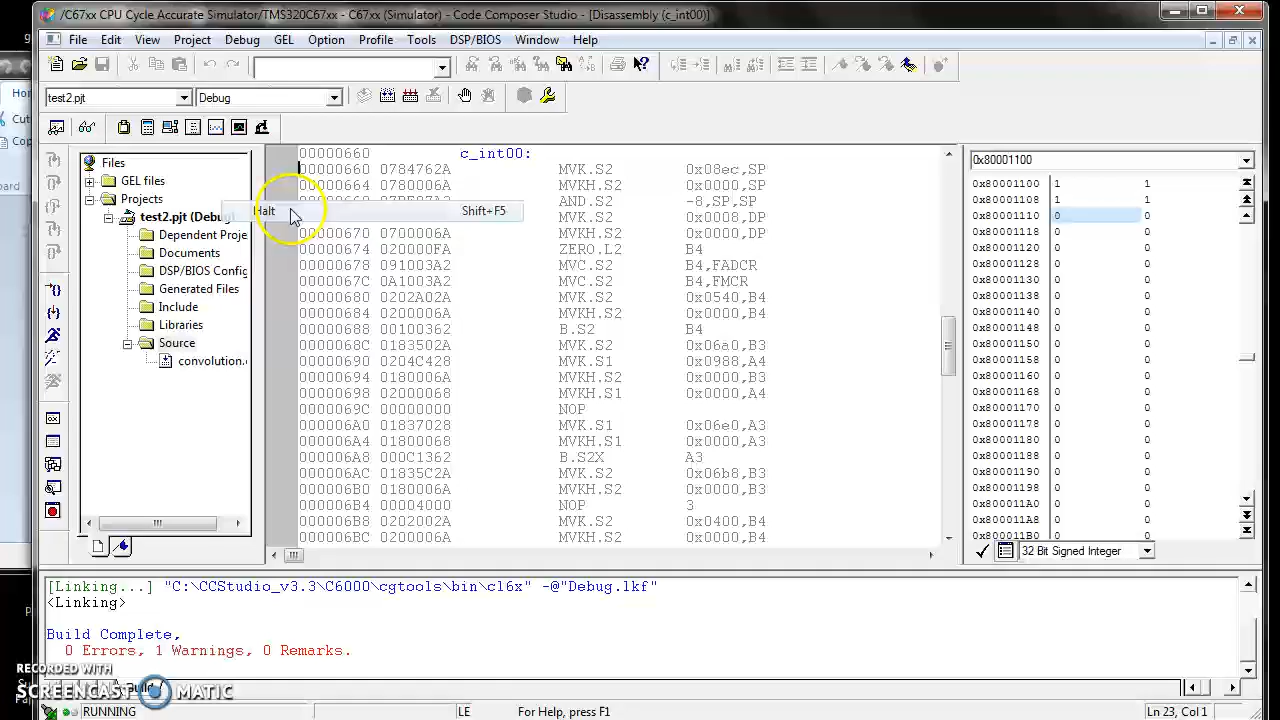 /C67xx CPU Cycle Accurate Simulator/TMS320C67xx - C67xx (Simulator) - Code Composer Studio - [Disassembly (c_int00)]
File Edit View Project Debug GEL Option Profile Tools DSP/BIOS Window Help
test2.pjt Debug
Files
GEL files
Projects
test2.pjt (Debug
Dependent Proje
Documents
DSP/BIOS Config
Generated Files
Include
Libraries
Source
convolution.
Halt Shift+F5
00000660 c_int00:
00000660 0784762A MVK.S2 0x08ec,SP
00000664 0780006A MVKH.S2 0x0000,SP
AND.S2 -8,SP,SP
MVK.S2 0x0008,DP
00000670 0700006A MVKH.S2 0x0000,DP
00000674 020000FA ZERO.L2 B4
00000678 091003A2 MVC.S2 B4,FADCR
0000067C 0A1003A2 MVC.S2 B4,FMCR
00000680 0202A02A MVK.S2 0x0540,B4
00000684 0200006A MVKH.S2 0x0000,B4
00000688 00100362 B.S2 B4
0000068C 0183502A MVK.S2 0x06a0,B3
00000690 0204C428 MVK.S1 0x0988,A4
00000694 0180006A MVKH.S2 0x0000,B3
00000698 02000068 MVKH.S1 0x0000,A4
0000069C 00000000 NOP
000006A0 01837028 MVK.S1 0x06e0,A3
000006A4 01800068 MVKH.S1 0x0000,A3
000006A8 000C1362 B.S2X A3
000006AC 01835C2A MVK.S2 0x06b8,B3
000006B0 0180006A MVKH.S2 0x0000,B3
000006B4 00004000 NOP 3
000006B8 0202002A MVK.S2 0x0400,B4
000006BC 0200006A MVKH.S2 0x0000,B4
0x80001100
0x80001100 1 1
0x80001108 1 1
0x80001110 0 0
0x80001118 0 0
0x80001120 0 0
0x80001128 0 0
0x80001130 0 0
0x80001138 0 0
0x80001140 0 0
0x80001148 0 0
0x80001150 0 0
0x80001158 0 0
0x80001160 0 0
0x80001168 0 0
0x80001170 0 0
0x80001178 0 0
0x80001180 0 0
0x80001188 0 0
0x80001190 0 0
0x80001198 0 0
0x800011A0 0 0
0x800011A8 0 0
0x800011B0 0 0
32 Bit Signed Integer
[Linking...] "C:\CCStudio_v3.3\C6000\cgtools\bin\cl6x" -@"Debug.lkf"
<Linking>
Build Complete,
0 Errors, 1 Warnings, 0 Remarks.
RECORDED WITH
SCREENCAST MATIC
RUNNING LE For Help, press F1 Ln 23, Col 1